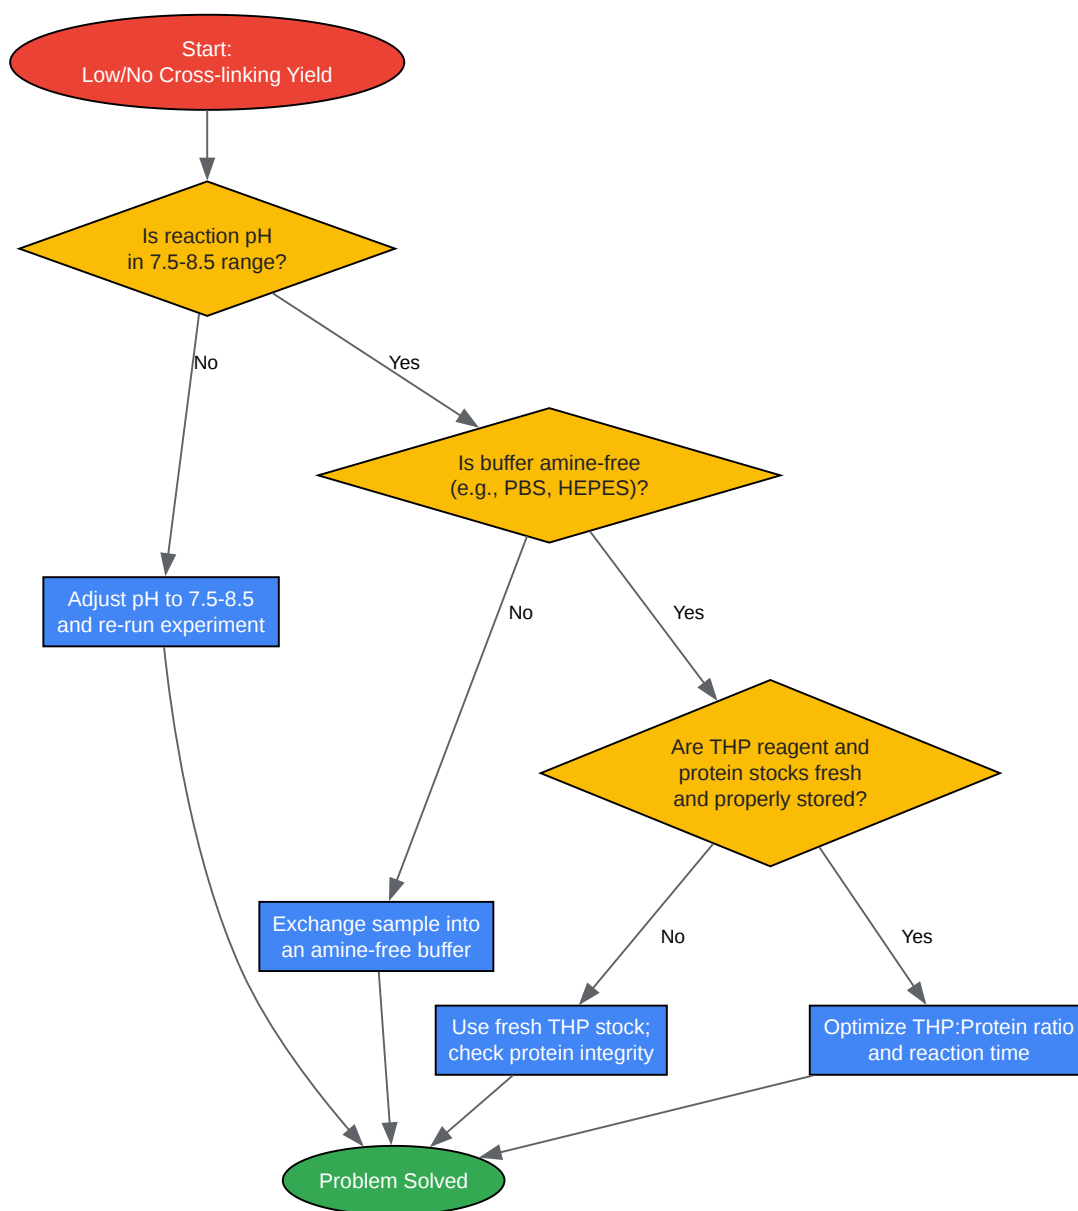 Start:
Low/No Cross-linking Yield
Is reaction pH
in 7.5-8.5 range?
No
Yes
Is buffer amine-free
(e.g., PBS, HEPES)?
Adjust pH to 7.5-8.5
and re-run experiment
No
Yes
Are THP reagent and
protein stocks fresh
and properly stored?
Exchange sample into
an amine-free buffer
No
Yes
Use fresh THP stock;
check protein integrity
Optimize THP:Protein ratio
and reaction time
Problem Solved